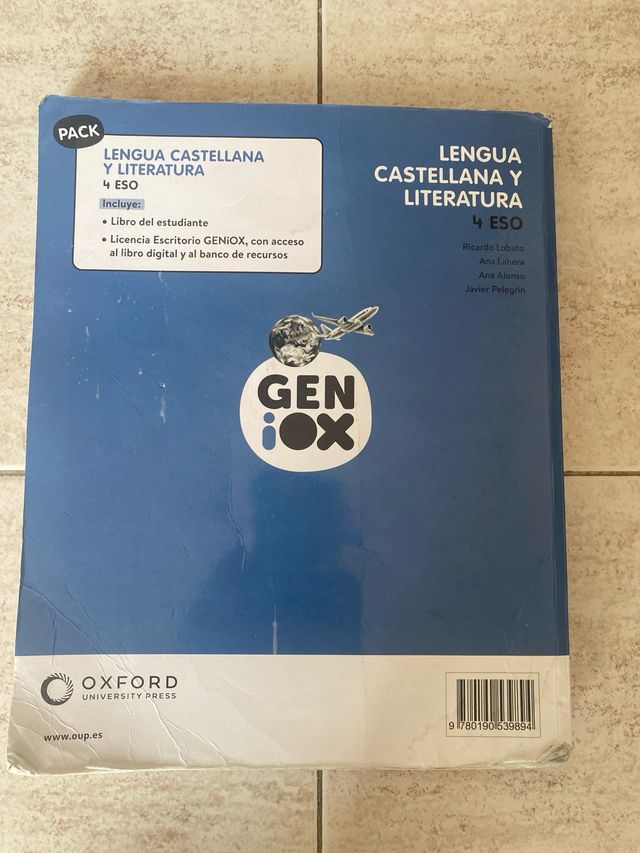 PACK
LENGUA CASTELLANA
Y LITERATURA
4 ESO
Incluye:
• Libro del estudiante
• Licencia Escritorio GENiOX, con acceso
al libro digital y al banco de recursos
LENGUA
CASTELLANA Y
LITERATURA
4 ESO
Ricardo Lobato
Ana Lahera
Ana Alonso
Javier Pelegrín
GEN
iOX
OXFORD
UNIVERSITY PRESS
www.oup.es
9 780190 539894